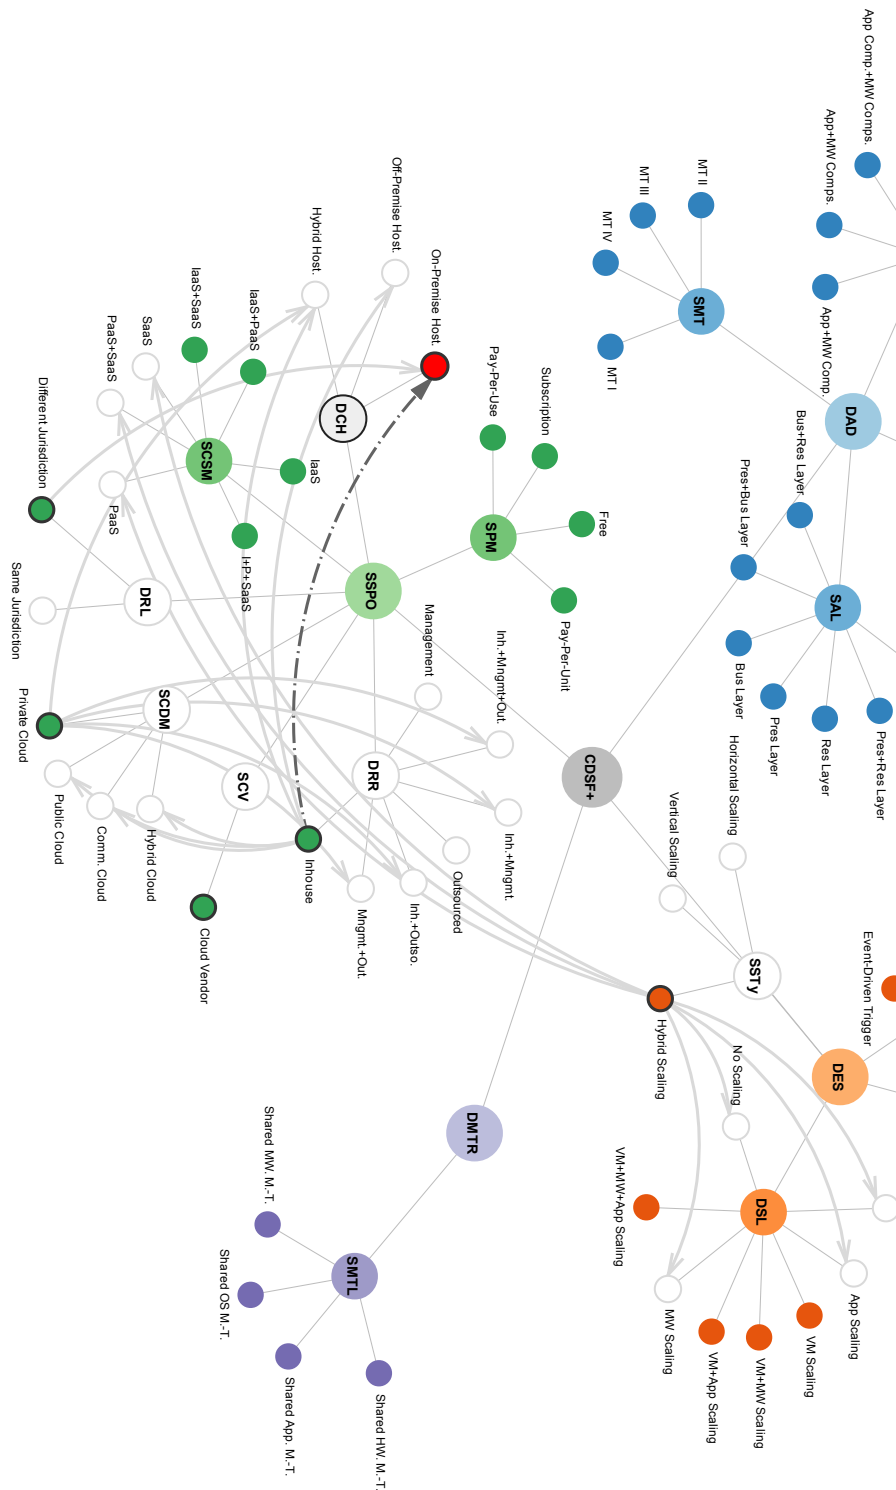 App Comp.+MW Comps.
App+MW Comps.
App+MW Comp.
MT II
MT III
MT IV
MT I
SMT
DAD
Off-Premise Host.
Hybrid Host.
On-Premise Host.
IaaS+SaaS
IaaS+PaaS
SaaS
PaaS+SaaS
Different Jurisdiction
Pay-Per-Use
Subscription
DCH
SCSM
IaaS
PaaS
I+P+SaaS
SPM
Free
Pay-Per-Unit
Bus+Res Layer
Pres+Bus Layer
SAL
Bus Layer
Pres Layer
Res Layer
Pres+Res Layer
SSPO
DRL
Same Jurisdiction
Management
Inh.+Mngmt+Out.
Private Cloud
SCDM
SCV
DRR
CDSF+
Horizontal Scaling
Vertical Scaling
Public Cloud
Comm. Cloud
Hybrid Cloud
Inhouse
Cloud Vendor
Mngmt.+Out.
Inh.+Outso.
Outsourced
Inh.+Mngmt.
SSTy
Event-Driven Trigger
Hybrid Scaling
No Scaling
DES
DMTR
DSL
VM+MW+App Scaling
MW Scaling
VM+App Scaling
VM+MW Scaling
VM Scaling
App Scaling
Shared MW. M.-T.
Shared OS M.-T.
SMTL
Shared App. M.-T.
Shared HW. M.-T.